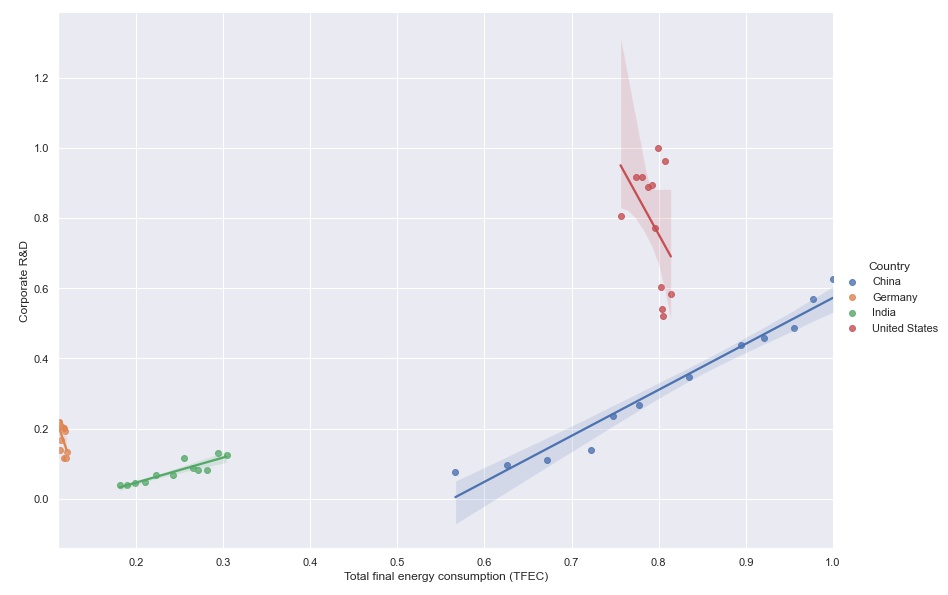 1.2
1.0
0.8
0.6
0.4
0.2
0.0
Corporate R&D
0.2 0.3 0.4 0.5 0.6 0.7 0.8 0.9 1.0
Total final energy consumption (TFEC)
Country
China
Germany
India
United States